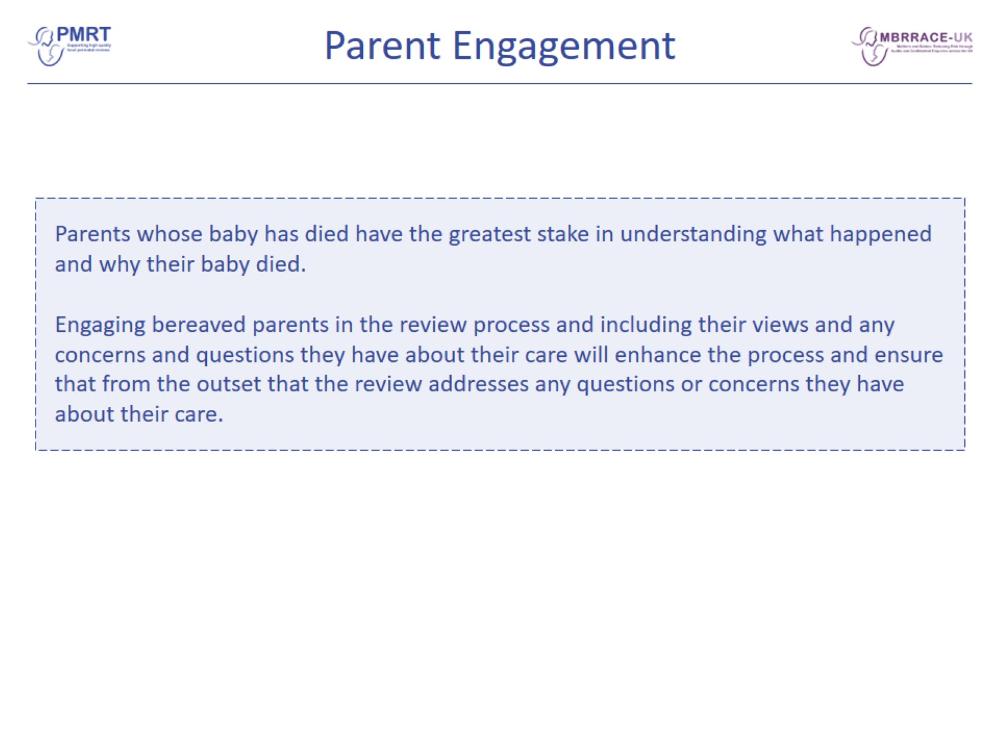 PMRT
Supporting high quality
local perinatal reviews
Parent Engagement
MBRRACE-UK
Mothers and Babies: Reducing Risk through
Audits and Confidential Enquiries across the UK
Parents whose baby has died have the greatest stake in understanding what happened
and why their baby died.
Engaging bereaved parents in the review process and including their views and any
concerns and questions they have about their care will enhance the process and ensure
that from the outset that the review addresses any questions or concerns they have
about their care.